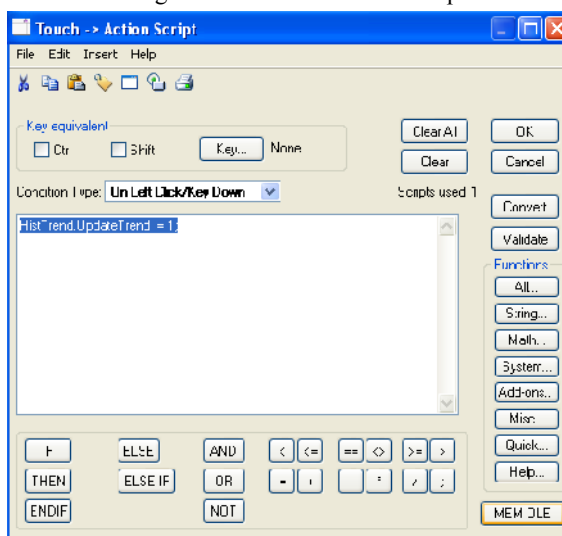 Touch -> Action Script
File Edit Insert Help
Key equivalent
Ctrl
Shift
Key...
None
Clear All
OK
Clear
Cancel
Condition Type:
On Left Click/Key Down
Scripts used 1
Convert
HistTrend.UpdateTrend = 1;
Validate
Functions
All...
String...
Math...
System...
Add-ons...
Misc
Quick...
Help...
IF ELSE AND < <= == <> >= >
THEN ELSE IF OR
ENDIF NOT
MEM OLE